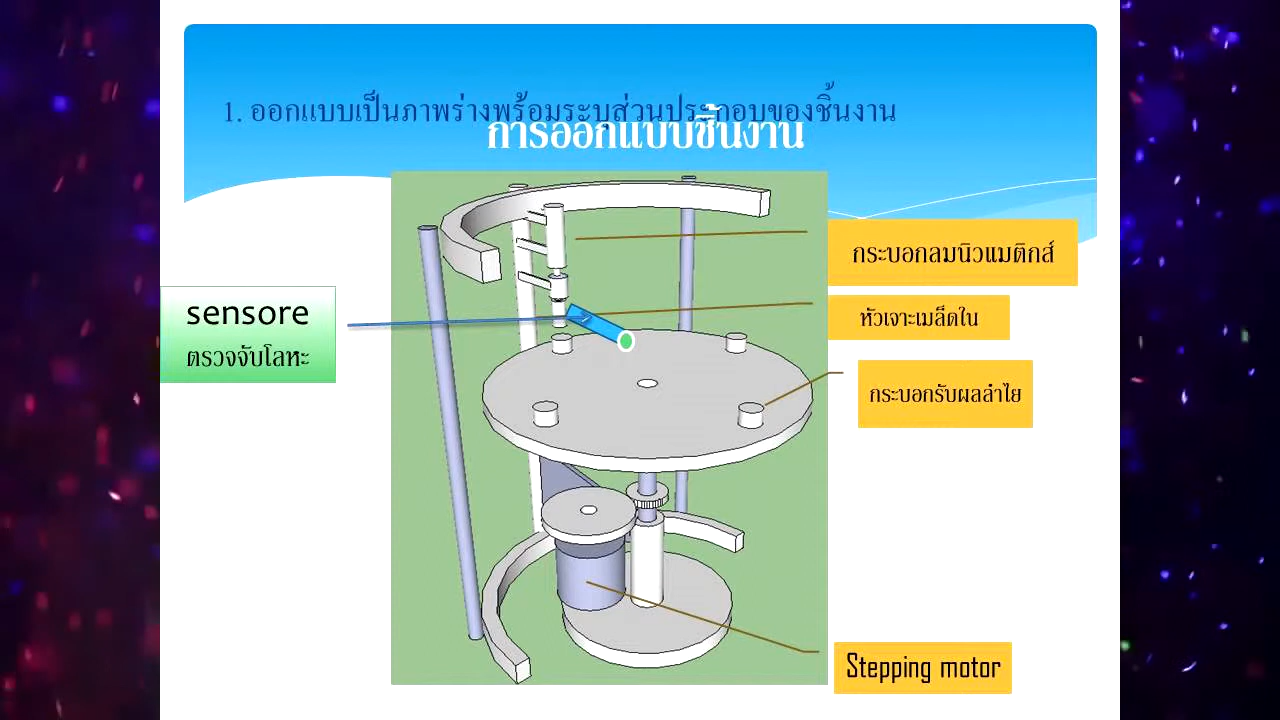 1. ออกแบบเป็นภาพร่างพร้อมระบุส่วนประกอบของชิ้นงาน
การออกแบบชิ้นงาน
กระบอกลมนิวแมติกส์
sensore
ตรวจจับโลหะ
หัวเจาะเมล็ดใน
กระบอกรับผลลำไย
Stepping motor